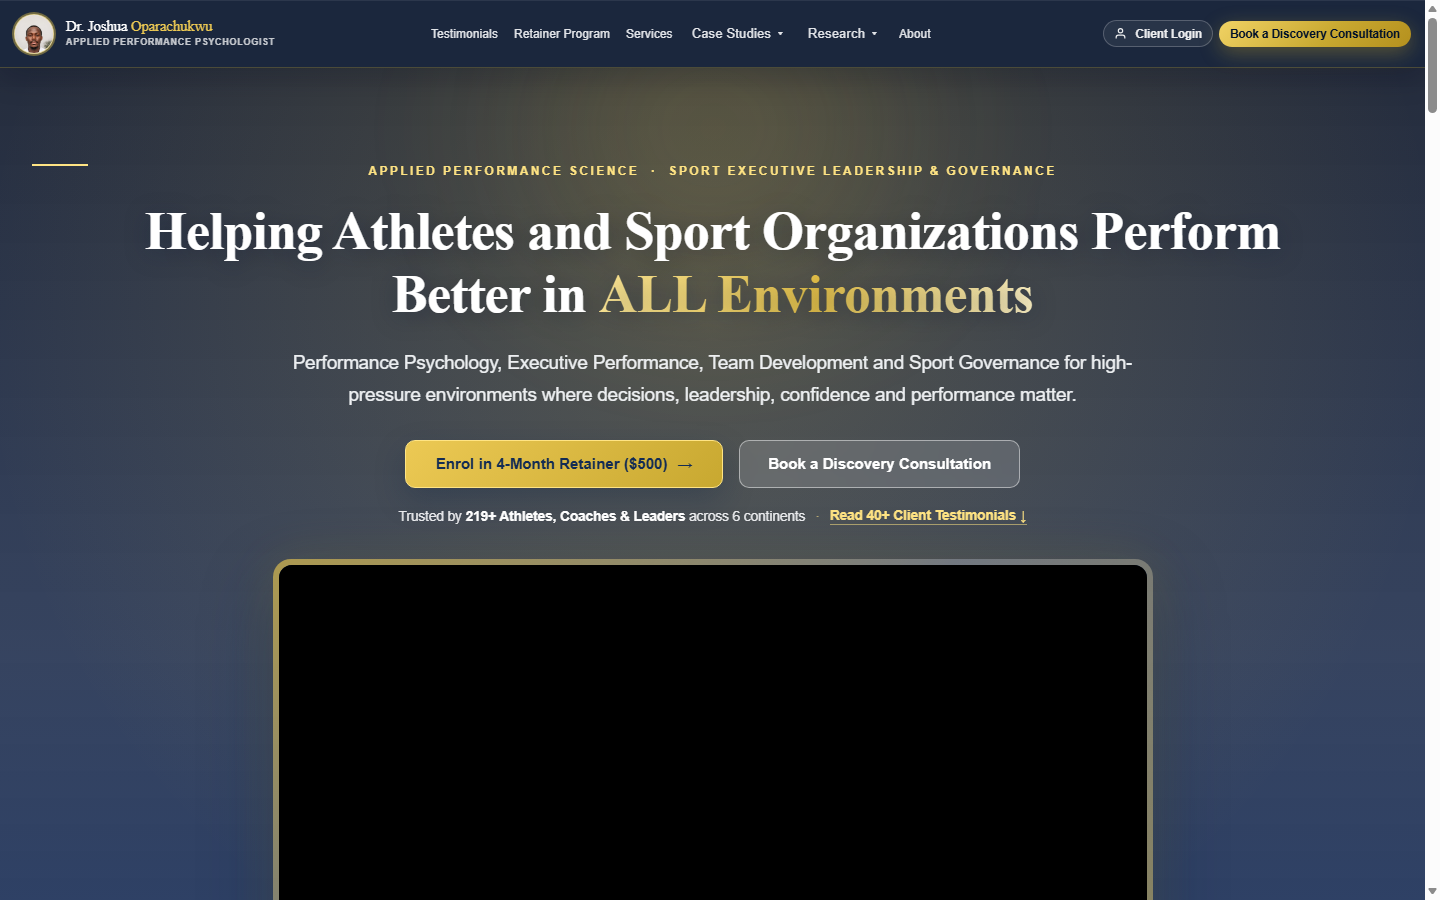 Dr. Joshua Oparachukwu
APPLIED PERFORMANCE PSYCHOLOGIST
Testimonials
Retainer Program
Services
Case Studies
Research
About
Client Login
Book a Discovery Consultation
APPLIED PERFORMANCE SCIENCE · SPORT EXECUTIVE LEADERSHIP & GOVERNANCE
Helping Athletes and Sport Organizations Perform
Better in ALL Environments
Performance Psychology, Executive Performance, Team Development and Sport Governance for high-
pressure environments where decisions, leadership, confidence and performance matter.
Enrol in 4-Month Retainer ($500) →
Book a Discovery Consultation
Trusted by 219+ Athletes, Coaches & Leaders across 6 continents · Read 40+ Client Testimonials ↓